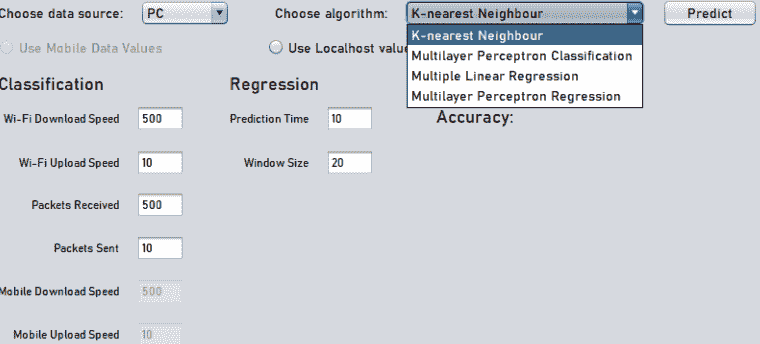 Choose data source: PC Choose algorithm: K-nearest Neighbour Predict
Use Mobile Data Values Use Localhost
K-nearest Neighbour
Multilayer Perceptron Classification
Multiple Linear Regression
Multilayer Perceptron Regression
Classification Regression
Wi-Fi Download Speed 500 Prediction Time 10 Accuracy:
Wi-Fi Upload Speed 10 Window Size 20
Packets Received 500
Packets Sent 10
Mobile Download Speed 500
Mobile Upload Speed 10